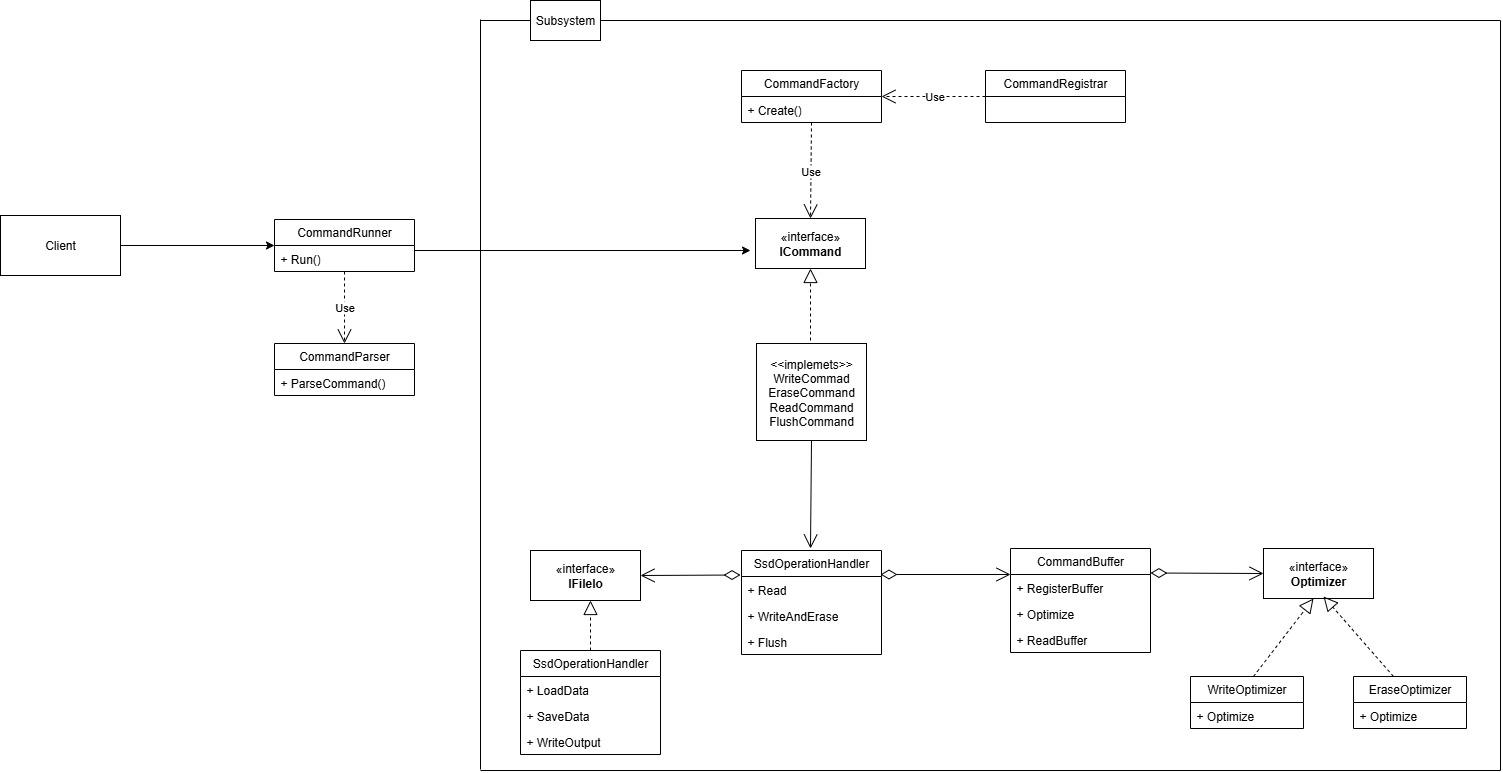 Subsystem
CommandFactory
+ Create()
Use
CommandRegistrar
Use
Client
CommandRunner
+ Run()
«interface»
ICommand
Use
CommandParser
+ ParseCommand()
<<implemets>>
WriteCommad
EraseCommand
ReadCommand
FlushCommand
«interface»
IFileIo
SsdOperationHandler
+ Read
+ WriteAndErase
+ Flush
CommandBuffer
+ RegisterBuffer
+ Optimize
+ ReadBuffer
«interface»
Optimizer
SsdOperationHandler
+ LoadData
+ SaveData
+ WriteOutput
WriteOptimizer
+ Optimize
EraseOptimizer
+ Optimize